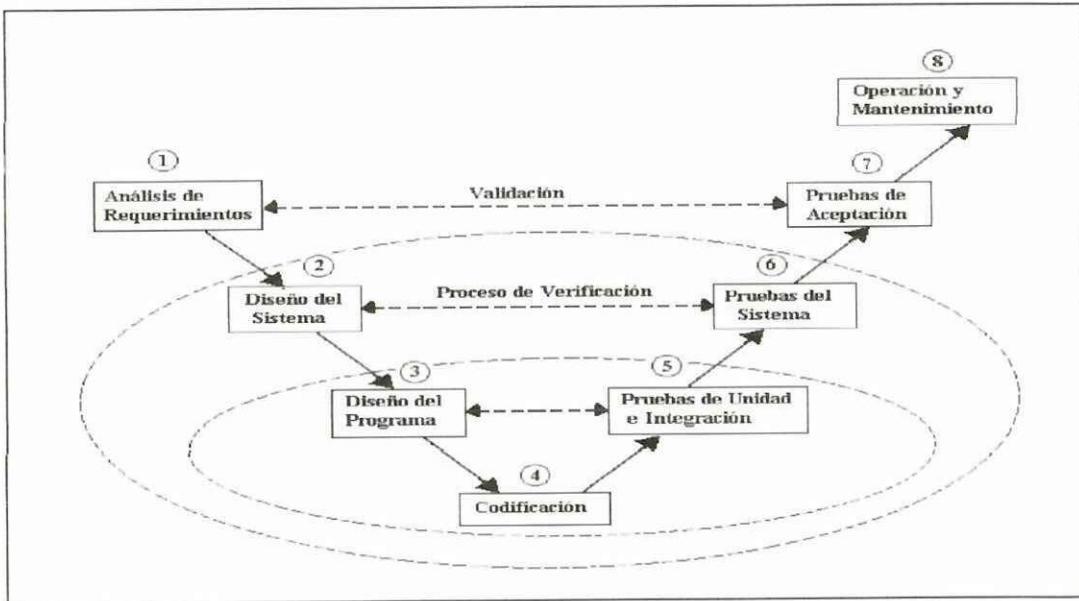 8
Operación y
Mantenimiento
1
7
Análisis de
Requerimientos
Validación
Pruebas de
Aceptación
2
6
Diseño del
Sistema
Proceso de Verificación
Pruebas del
Sistema
3
5
Diseño del
Programa
Pruebas de Unidad
e Integración
4
Codificación